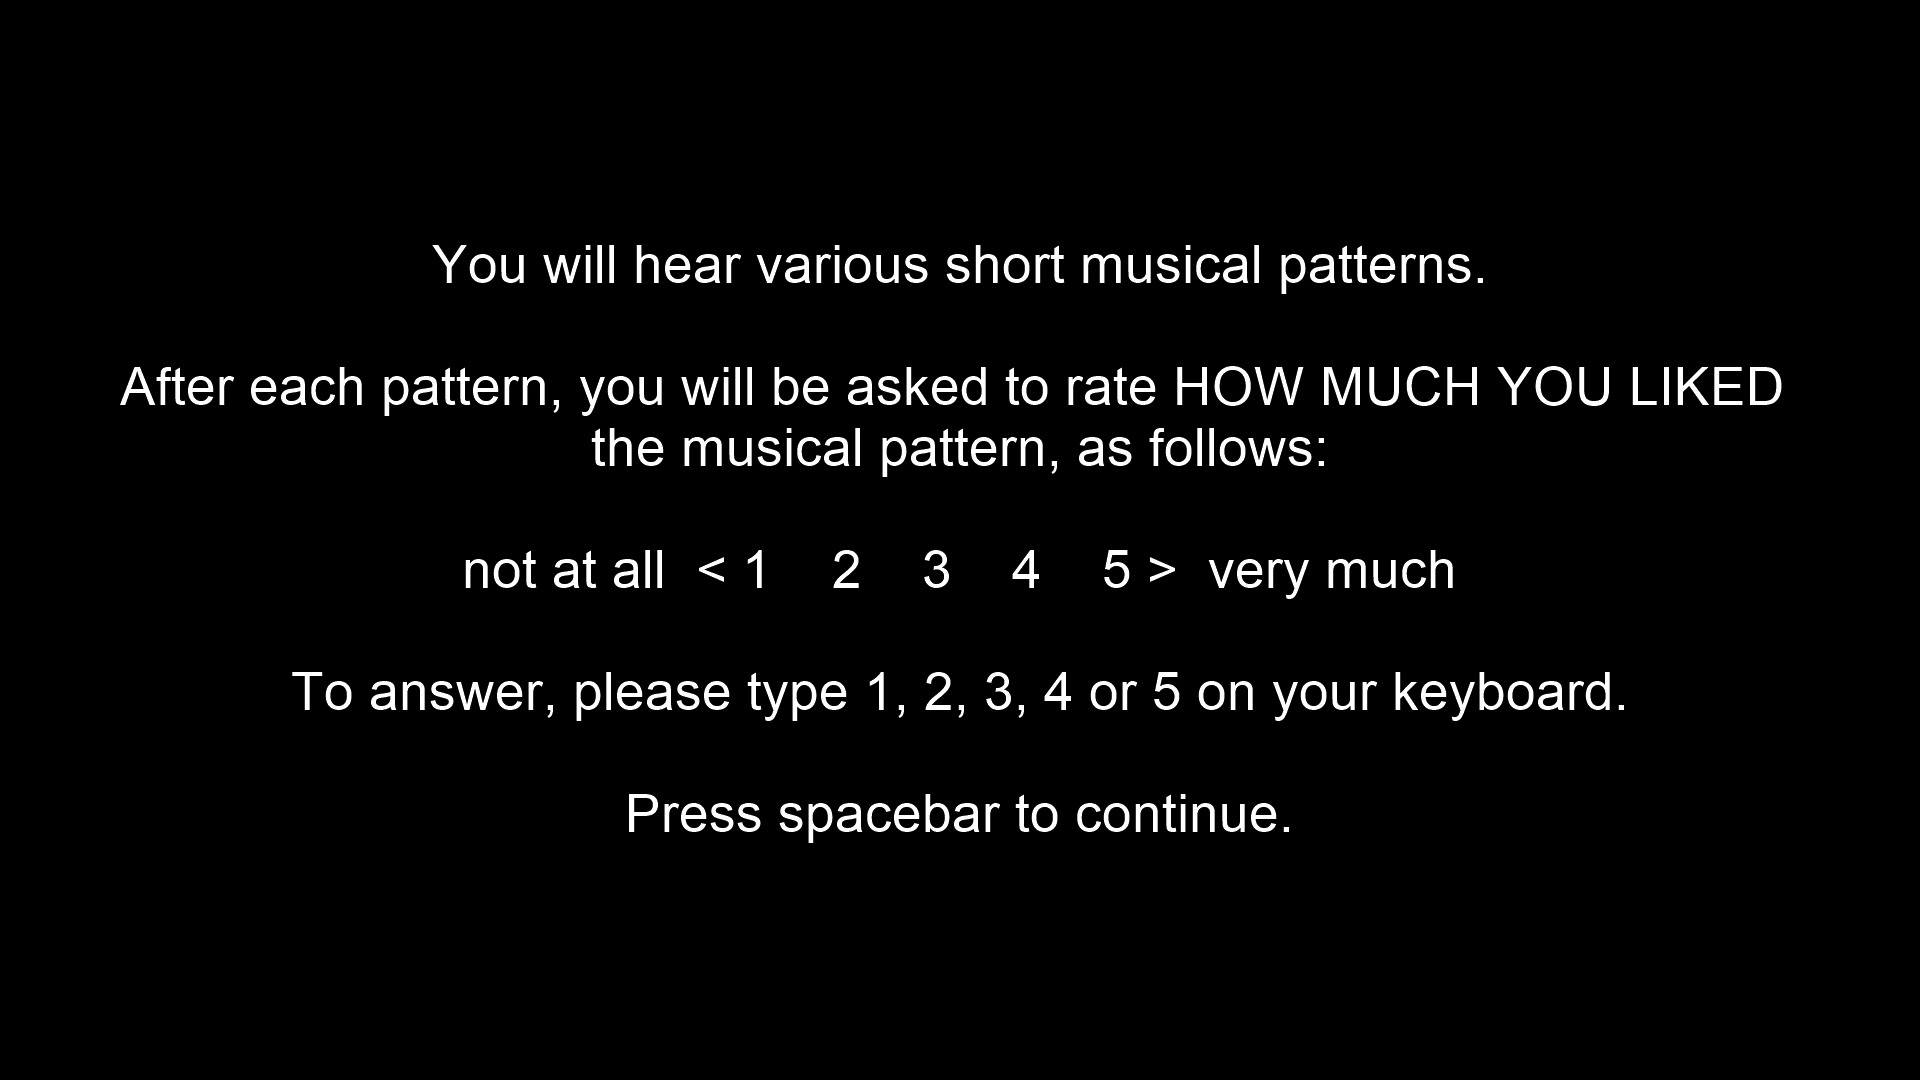 You will hear various short musical patterns.
After each pattern, you will be asked to rate HOW MUCH YOU LIKED
the musical pattern, as follows:
not at all < 1 2 3 4 5 > very much
To answer, please type 1, 2, 3, 4 or 5 on your keyboard.
Press spacebar to continue.